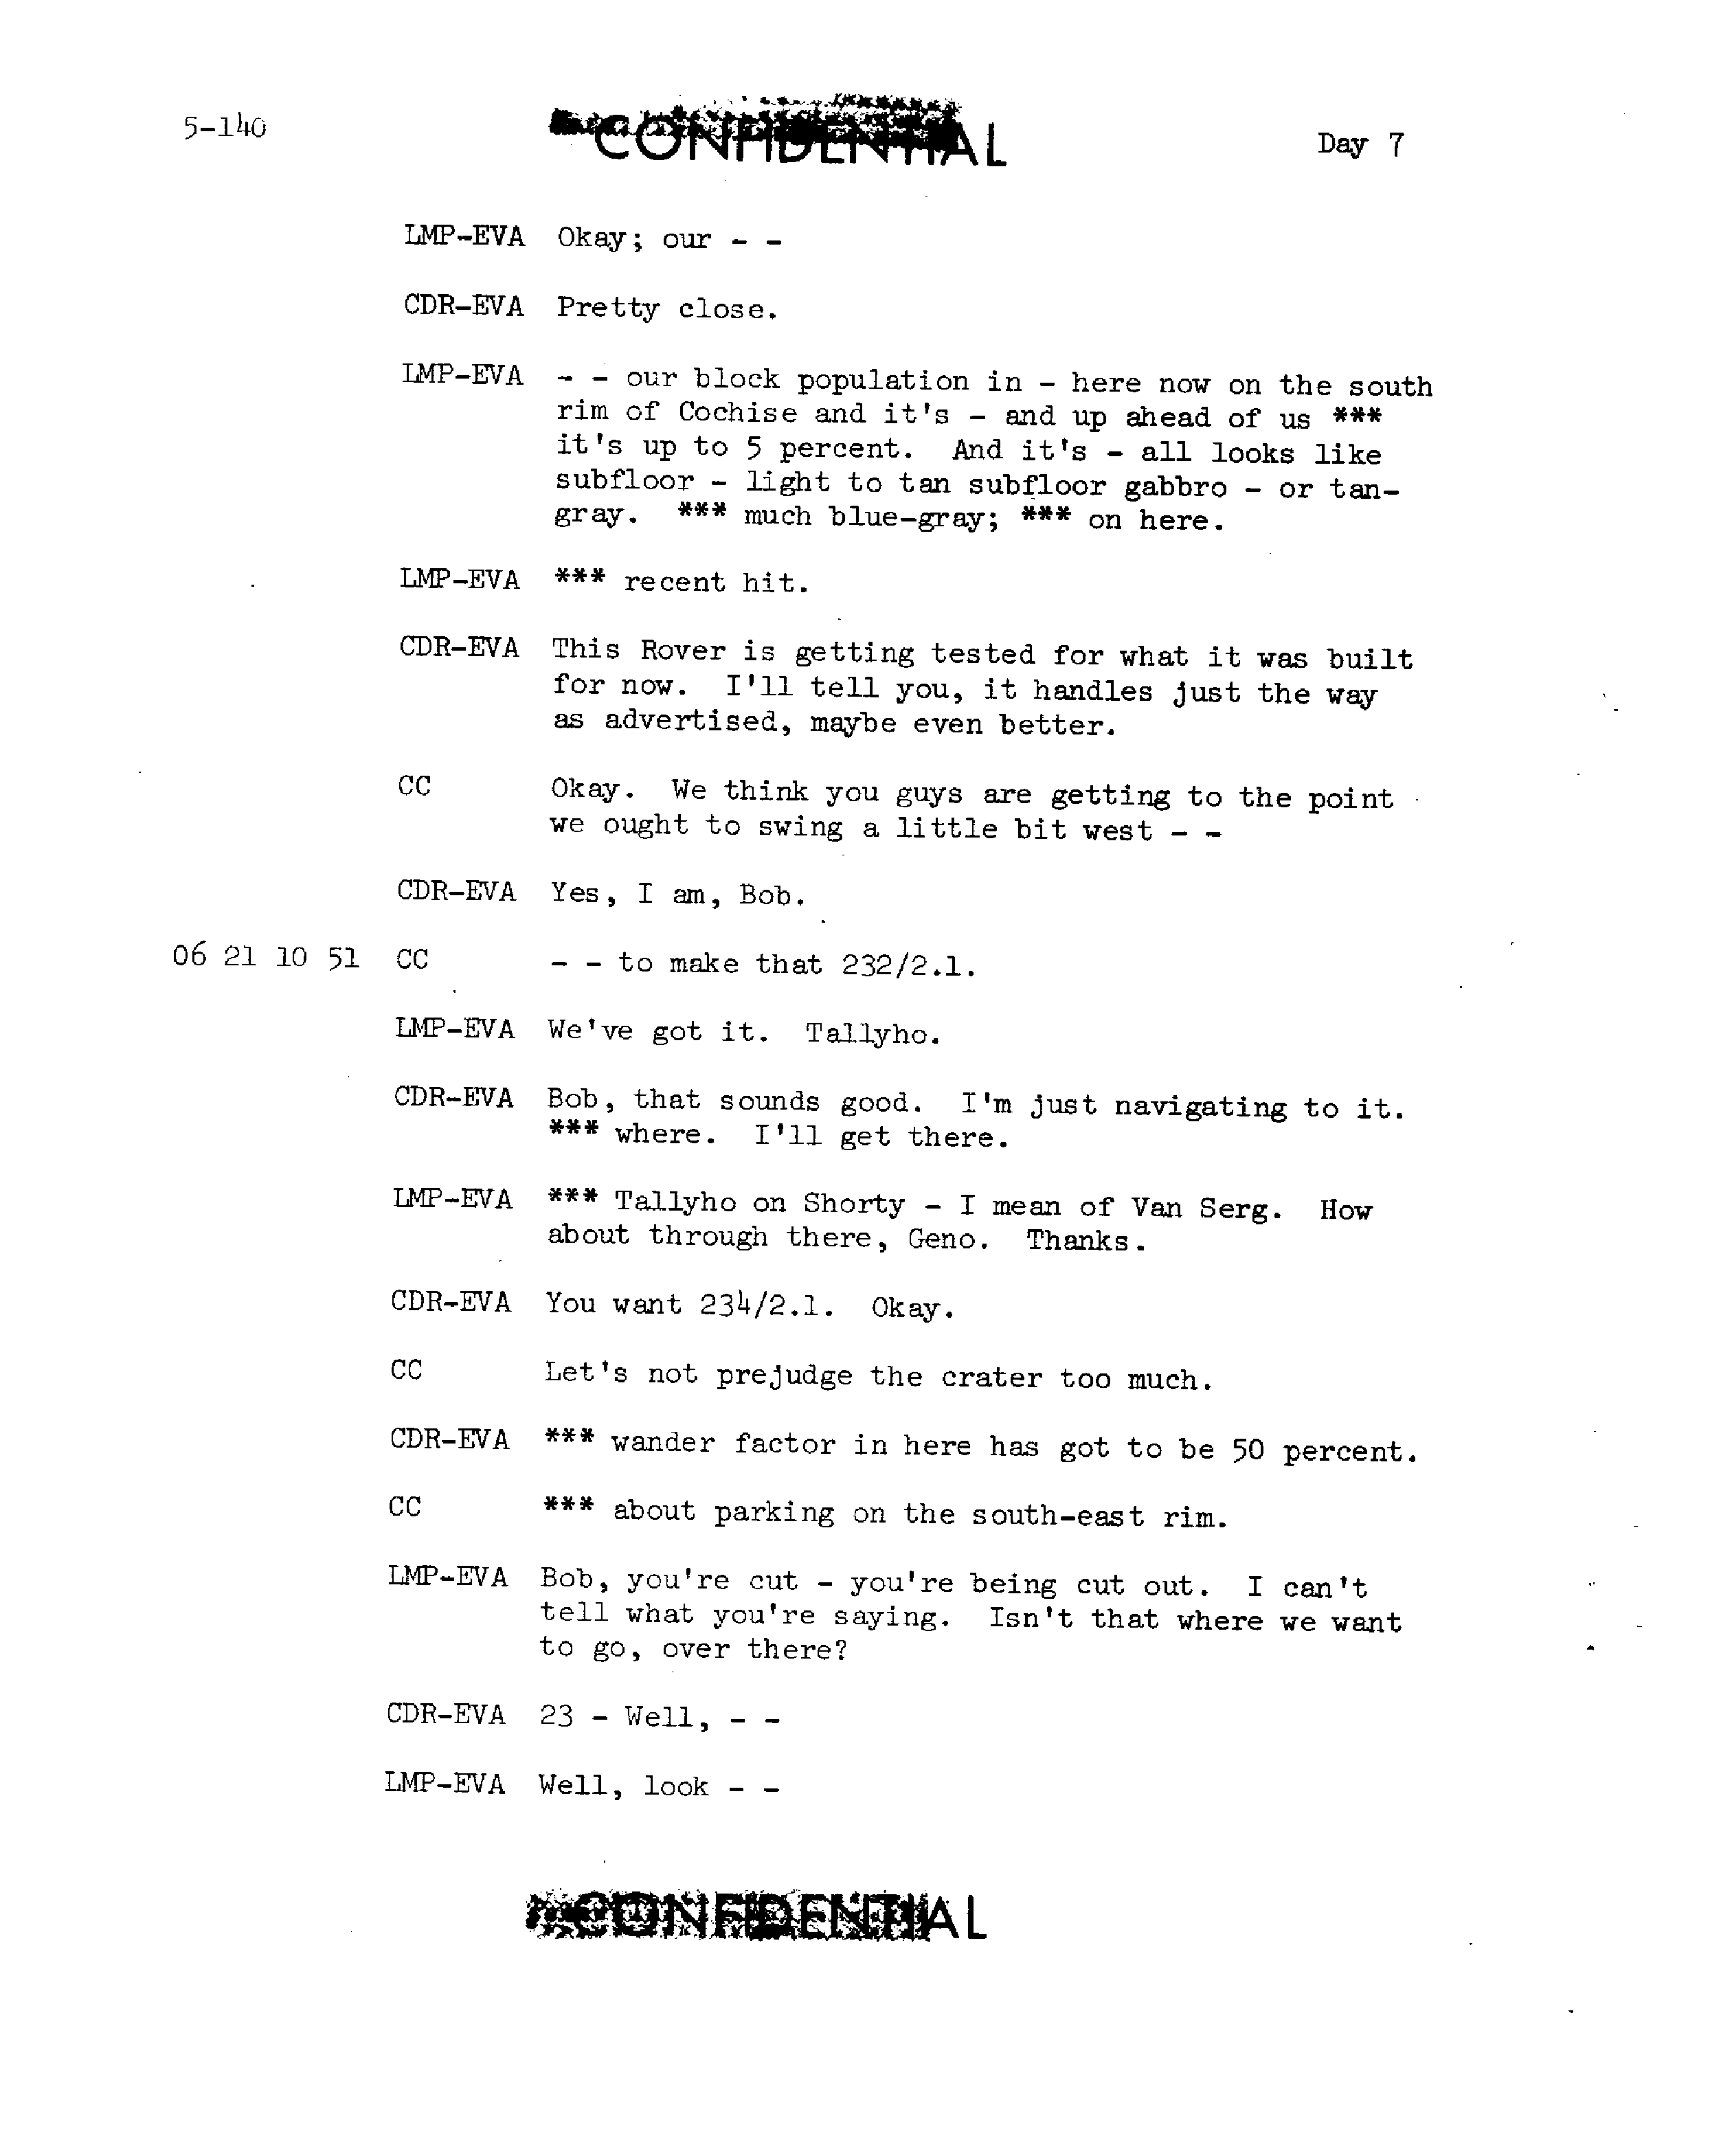 5-140
CONFIDENTIAL
Day 7
LMP-EVA Okay; our - -
CDR-EVA Pretty close.
LMP-EVA - - our block population in - here now on the south
rim of Cochise and it's - and up ahead of us ***
it's up to 5 percent. And it's - all looks like
subfloor - light to tan subfloor gabbro - or tan-
gray. *** much blue-gray; *** on here.
LMP-EVA *** recent hit.
CDR-EVA This Rover is getting tested for what it was built
for now. I'll tell you, it handles just the way
as advertised, maybe even better.
CC Okay. We think you guys are getting to the point
we ought to swing a little bit west - -
CDR-EVA Yes, I am, Bob.
06 21 10 51 CC - - to make that 232/2.1.
LMP-EVA We've got it. Tallyho.
CDR-EVA Bob, that sounds good. I'm just navigating to it.
*** where. I'll get there.
LMP-EVA *** Tallyho on Shorty - I mean of Van Serg. How
about through there, Geno. Thanks.
CDR-EVA You want 234/2.1. Okay.
CC Let's not prejudge the crater too much.
CDR-EVA *** wander factor in here has got to be 50 percent.
CC *** about parking on the south-east rim.
LMP-EVA Bob, you're cut - you're being cut out. I can't
tell what you're saying. Isn't that where we want
to go, over there?
CDR-EVA 23 - Well, - -
LMP-EVA Well, look - -
CONFIDENTIAL